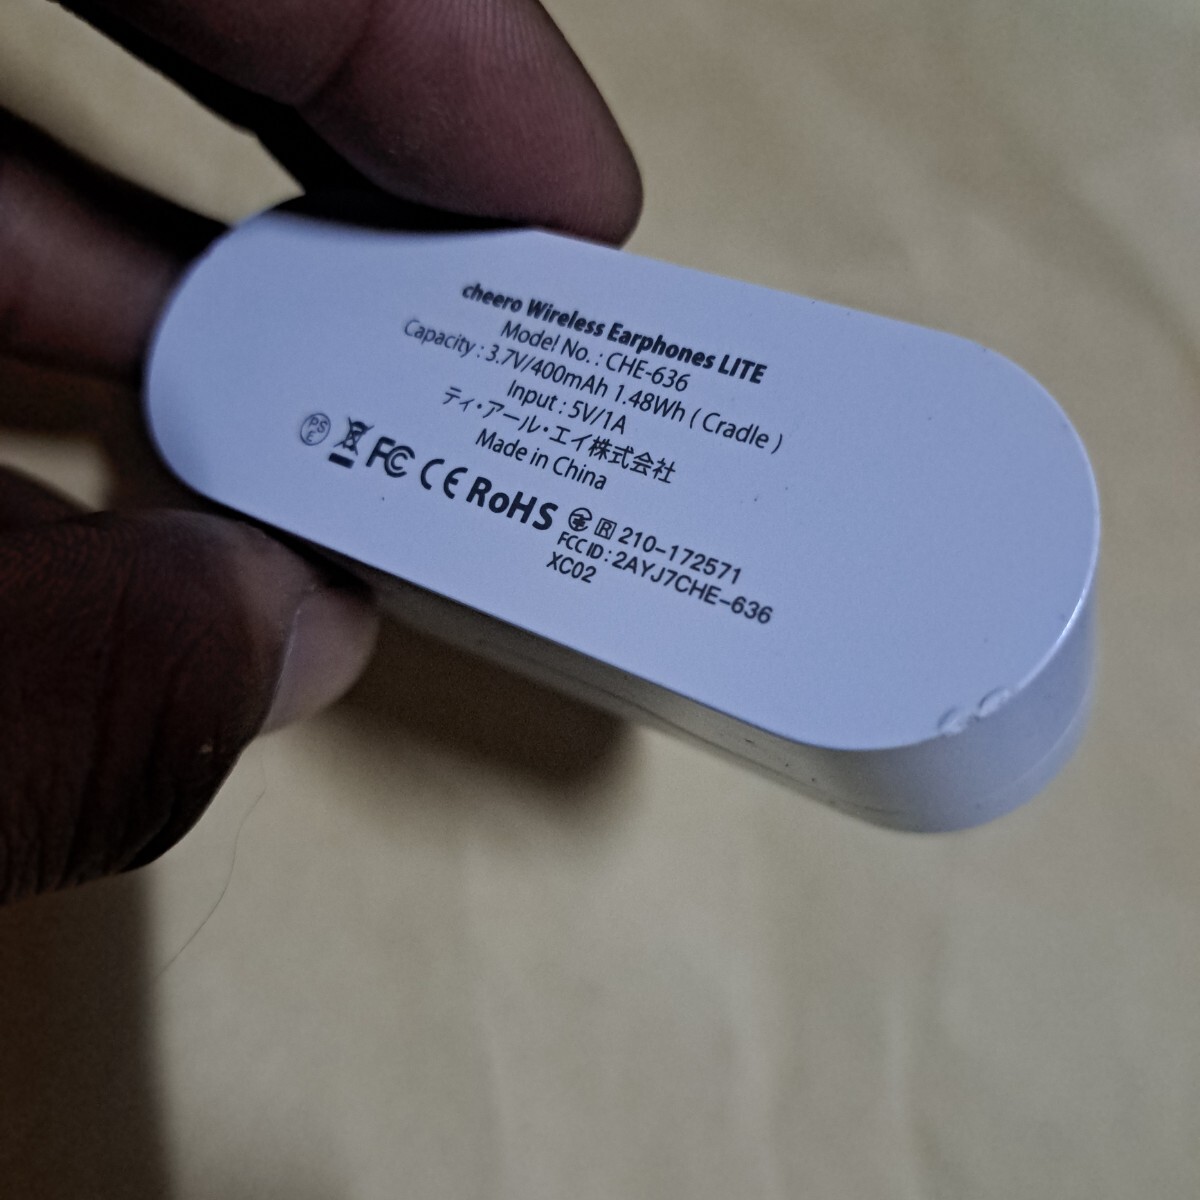 cheero Wireless Earphones LITE
Model No. : CHE-636
Capacity : 3.7V/400mAh 1.48Wh ( Cradle )
Input : 5V/1A
ティ・アール・エイ株式会社
Made in China
PSE FC CE RoHS R 210-172571
FCC ID : 2AYJ7CHE-636
XC02